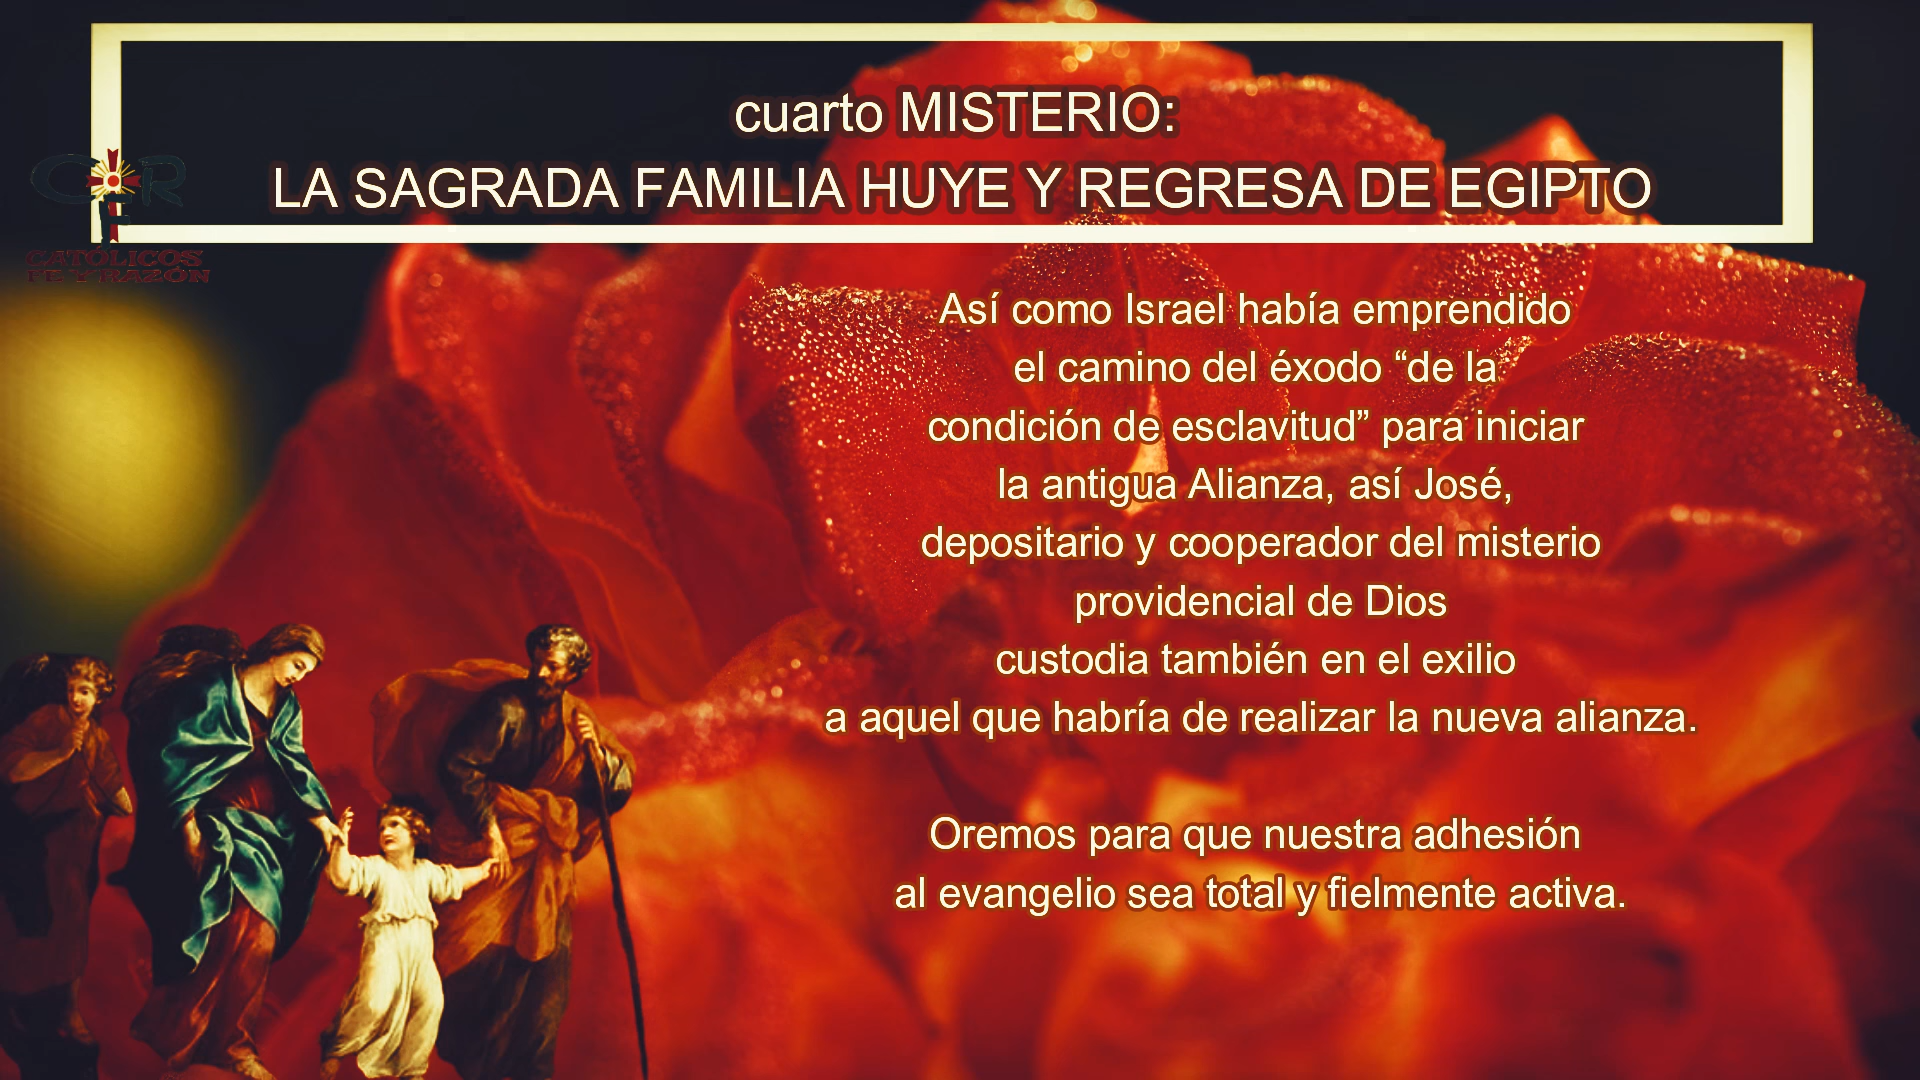 cuarto MISTERIO:
LA SAGRADA FAMILIA HUYE Y REGRESA DE EGIPTO
CATÓLICOS
FE Y RAZÓN
Así como Israel había emprendido
el camino del éxodo “de la
condición de esclavitud” para iniciar
la antigua Alianza, así José,
depositario y cooperador del misterio
providencial de Dios
custodia también en el exilio
a aquel que habría de realizar la nueva alianza.
Oremos para que nuestra adhesión
al evangelio sea total y fielmente activa.